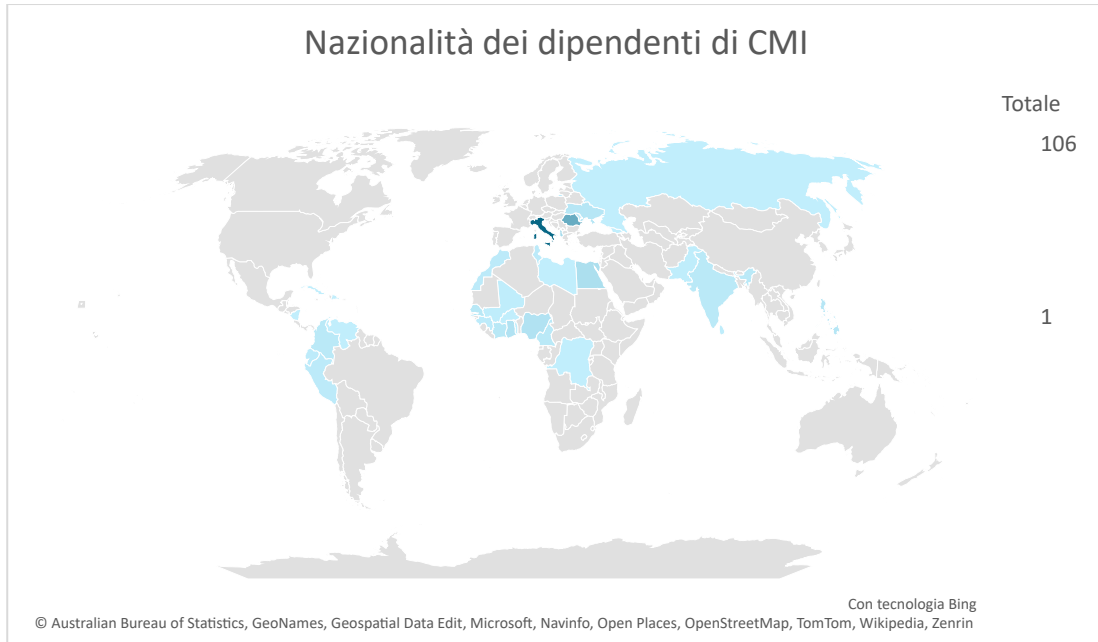 Nazionalità dei dipendenti di CMI
Totale
106
1
Con tecnologia Bing
© Australian Bureau of Statistics, GeoNames, Geospatial Data Edit, Microsoft, Navinfo, Open Places, OpenStreetMap, TomTom, Wikipedia, Zenrin